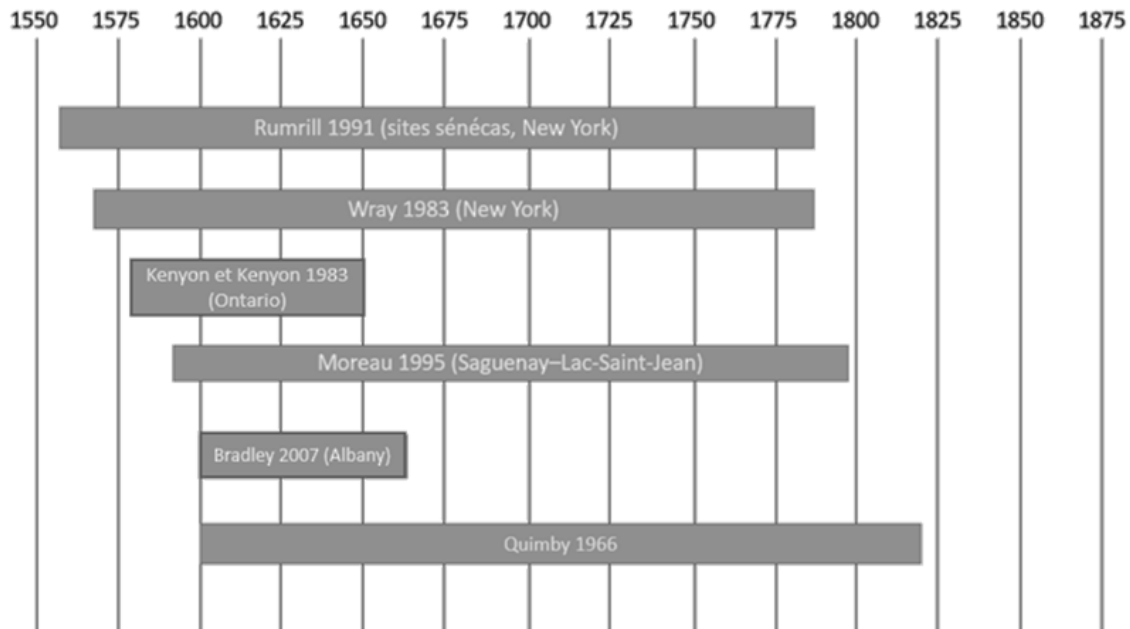 1550 1575 1600 1625 1650 1675 1700 1725 1750 1775 1800 1825 1850 1875
Rumrill 1991 (sites sénécas, New York)
Wray 1983 (New York)
Kenyon et Kenyon 1983
(Ontario)
Moreau 1995 (Saguenay–Lac-Saint-Jean)
Bradley 2007 (Albany)
Quimby 1966